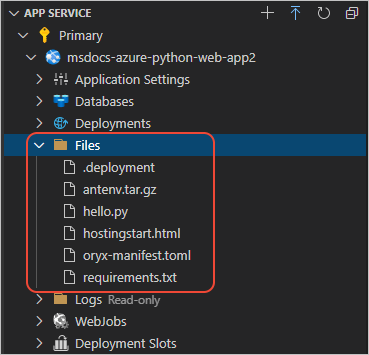 APP SERVICE
Primary
msdocs-azure-python-web-app2
Application Settings
Databases
Deployments
Files
.deployment
antenv.tar.gz
hello.py
hostingstart.html
oryx-manifest.toml
requirements.txt
Logs Read-only
WebJobs
Deployment Slots